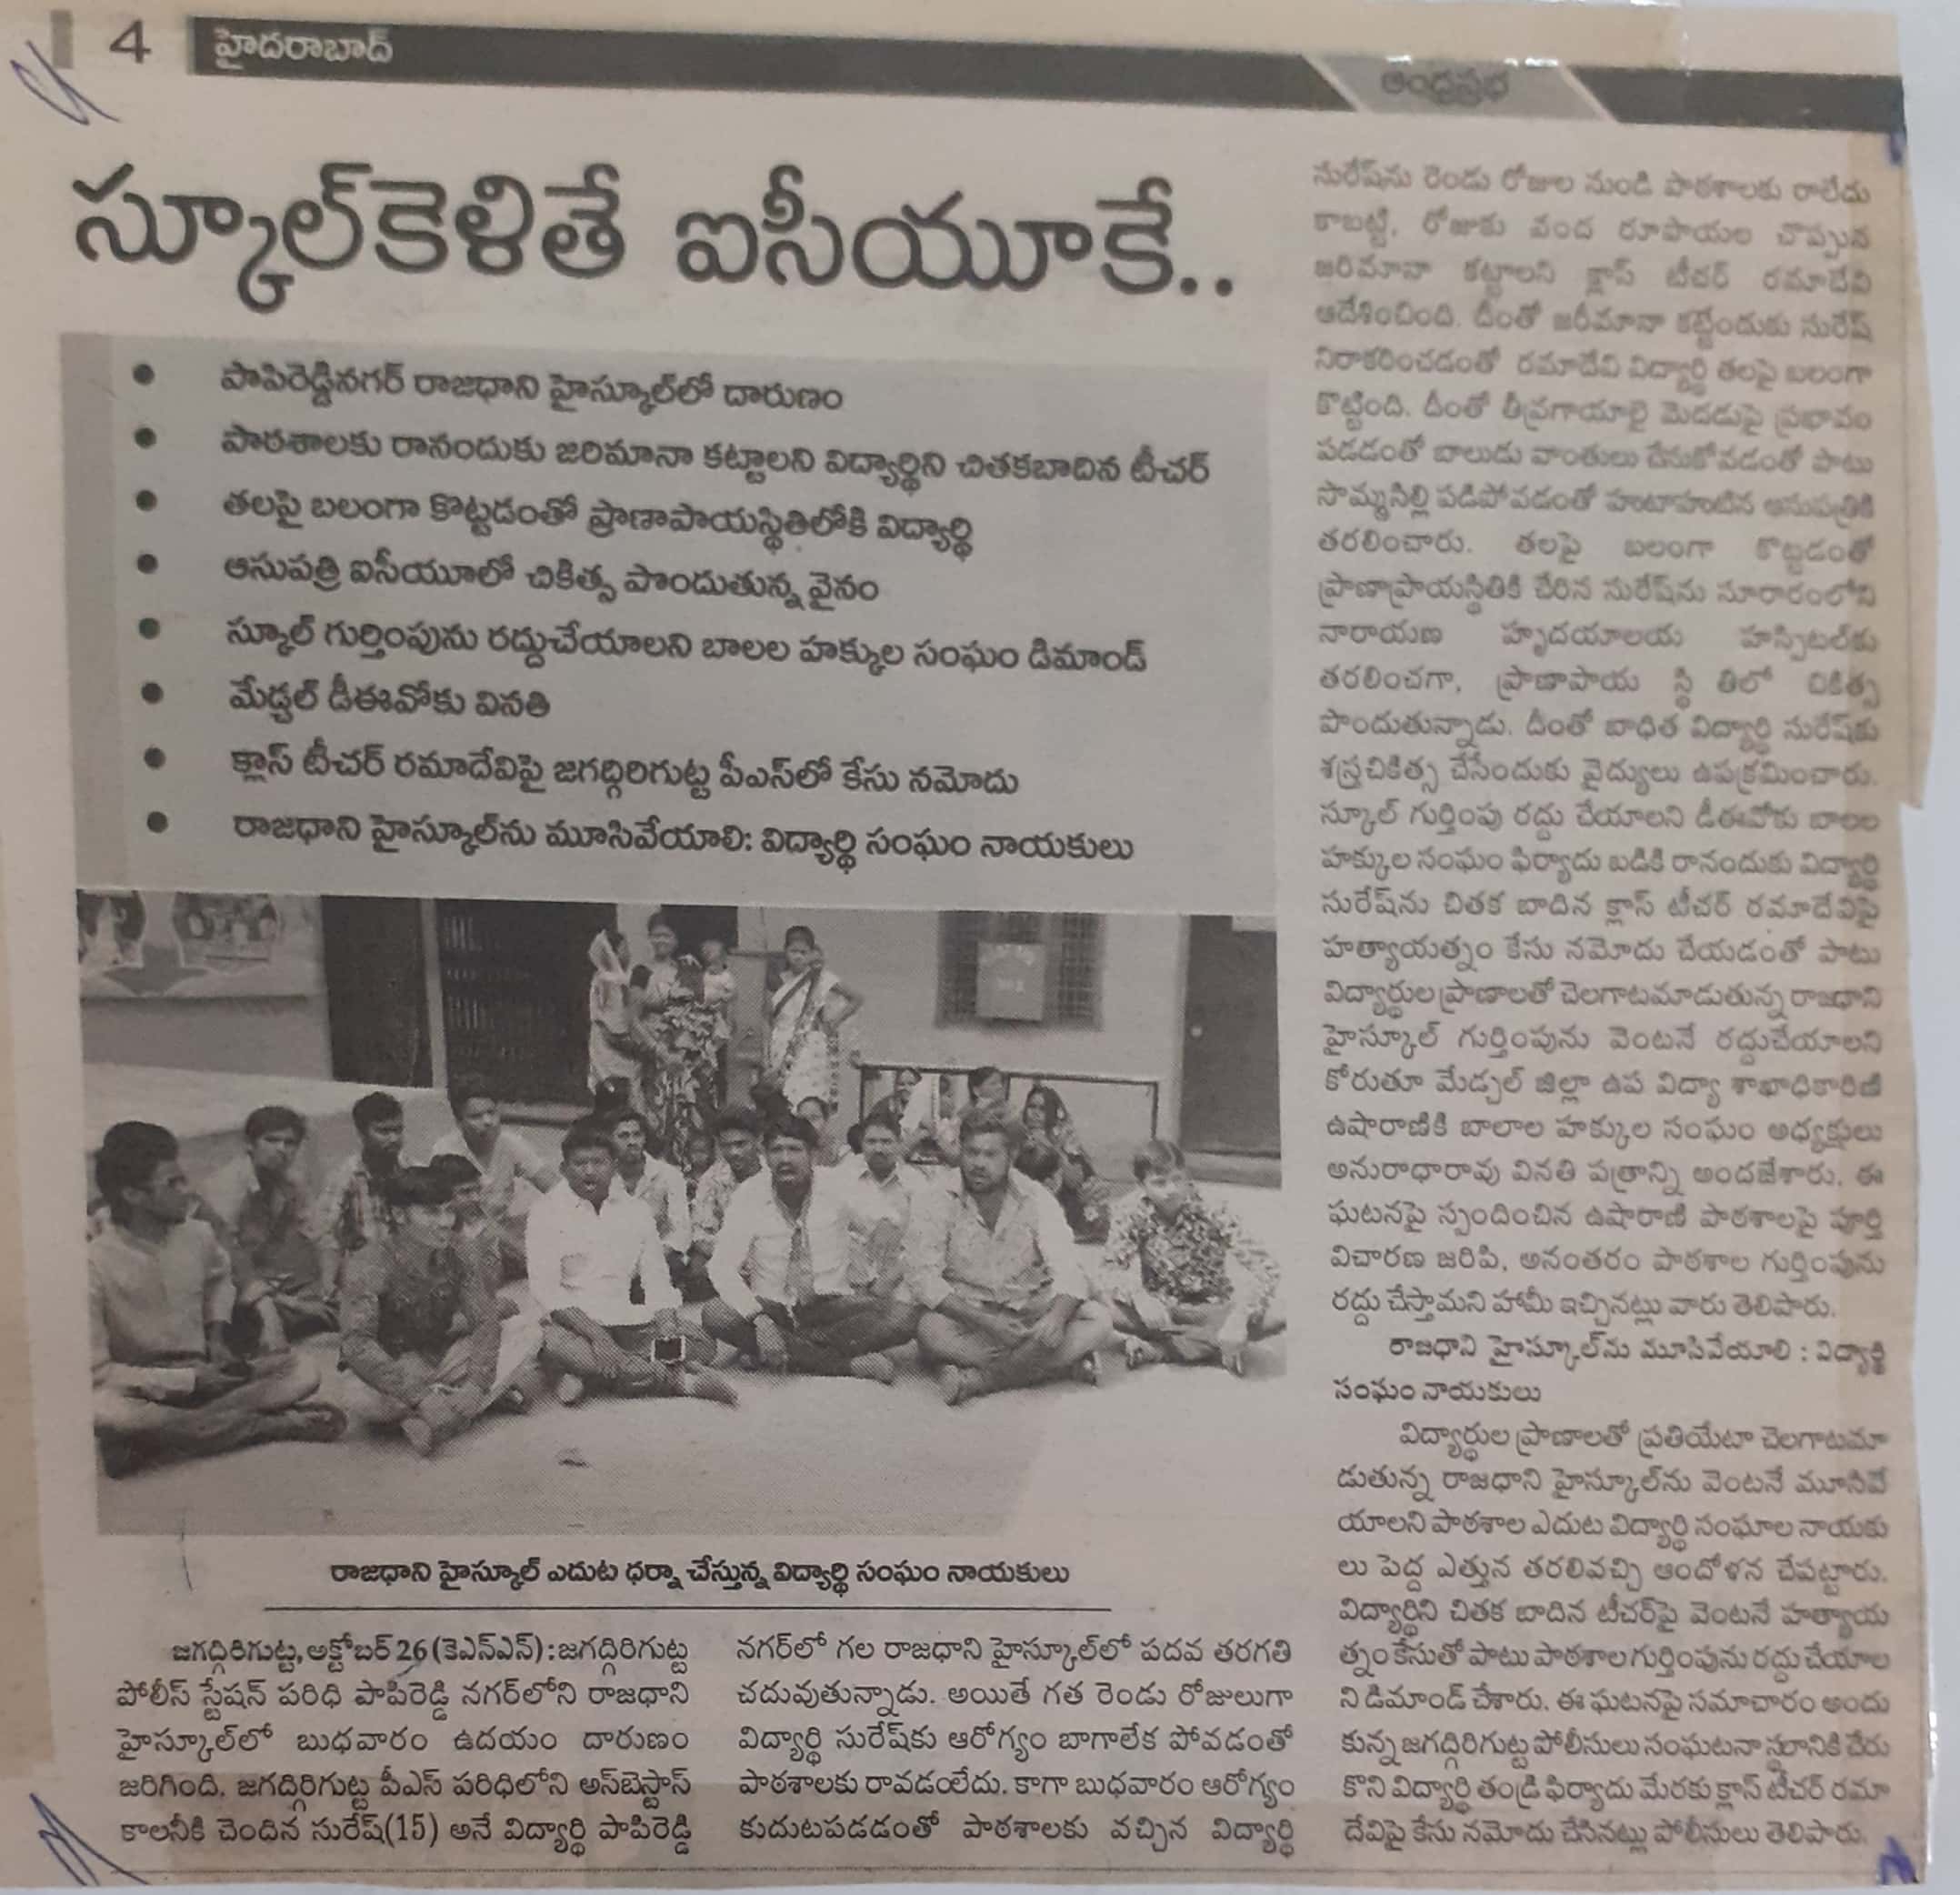 4
హైదరాబాద్
ఆంధ్రప్రభ
స్కూల్‌కెళితే ఐసీయూకే..
• పాపిరెడ్డినగర్ రాజధాని హైస్కూల్‌లో దారుణం
• పాఠశాలకు రానందుకు జరిమానా కట్టాలని విద్యార్థిని చితకబాదిన టీచర్
• తలపై బలంగా కొట్టడంతో ప్రాణాపాయస్థితిలోకి విద్యార్థి
• ఆసుపత్రి ఐసీయూలో చికిత్స పొందుతున్న వైనం
• స్కూల్ గుర్తింపును రద్దుచేయాలని బాలల హక్కుల సంఘం డిమాండ్
• మేడ్చల్ డీఈవోకు వినతి
• క్లాస్ టీచర్ రమాదేవిపై జగద్గిరిగుట్ట పీఎస్‌లో కేసు నమోదు
• రాజధాని హైస్కూల్‌ను మూసివేయాలి: విద్యార్థి సంఘం నాయకులు
రాజధాని హైస్కూల్ ఎదుట ధర్నా చేస్తున్న విద్యార్థి సంఘం నాయకులు
జగద్గిరిగుట్ట, అక్టోబర్ 26 (కెఎన్ఎన్) : జగద్గిరిగుట్ట
పోలీస్ స్టేషన్ పరిధి పాపిరెడ్డి నగర్‌లోని రాజధాని
హైస్కూల్‌లో బుధవారం ఉదయం దారుణం
జరిగింది. జగద్గిర్గిగుట్ట పీఎస్ పరిధిలోని అస్‌బెస్టాస్
కాలనీకి చెందిన సురేష్(15) అనే విద్యార్థి పాపిరెడ్డి
నగర్‌లో గల రాజధాని హైస్కూల్‌లో పదవ తరగతి
చదువుతున్నాడు. అయితే గత రెండు రోజులుగా
విద్యార్థి సురేష్‌కు ఆరోగ్యం బాగాలేక పోవడంతో
పాఠశాలకు రావడంలేదు. కాగా బుధవారం ఆరోగ్యం
కుదుటపడడంతో పాఠశాలకు వచ్చిన విద్యార్థి
సురేష్‌ను రెండు రోజుల నుండి పాఠశాలకు రాలేదు
కాబట్టి, రోజుకు వంద రూపాయల చొప్పున
జరిమానా కట్టాలని క్లాస్ టీచర్ రమాదేవి
ఆదేశించింది. దీంతో జరీమానా కట్టేందుకు సురేష్
నిరాకరించడంతో రమాదేవి విద్యార్థి తలపై బలంగా
కొట్టింది. దీంతో తీవ్రగాయాలై మెదడుపై ప్రభావం
పడడంతో బాలుడు వాంతులు చేసుకోవడంతో పాటు
సొమ్మసిల్లి పడిపోవడంతో హుటాహుటిన ఆసుపత్రికి
తరలించారు. తలపై బలంగా కొట్టడంతో
ప్రాణాప్రాయస్థితికి చేరిన సురేష్‌ను సూరారంలోని
నారాయణ హృదయాలయ హస్పిటల్‌కు
తరలించగా, ప్రాణాపాయ స్థి తిలో చికిత్స
పొందుతున్నాడు. దీంతో బాధిత విద్యార్థి సురేష్‌కు
శస్త్రచికిత్స చేసేందుకు వైద్యులు ఉపక్రమించారు.
స్కూల్ గుర్తింపు రద్దు చేయాలని డీఈవోకు బాలల
హక్కుల సంఘం ఫిర్యాదు బడికి రానందుకు విద్యార్థి
సురేష్‌ను చితక బాదిన క్లాస్ టీచర్ రమాదేవిపై
హత్యాయత్నం కేసు నమోదు చేయడంతో పాటు
విద్యార్థుల ప్రాణాలతో చెలగాటమాడుతున్న రాజధాని
హైస్కూల్ గుర్తింపును వెంటనే రద్దుచేయాలని
కోరుతూ మేడ్చల్ జిల్లా ఉప విద్యా శాఖాధికారిణి
ఉషారాణికి బాలాల హక్కుల సంఘం అధ్యక్షులు
అనురాధారావు వినతి పత్రాన్ని అందజేశారు. ఈ
ఘటనపై స్పందించిన ఉషారాణి పాఠశాలపై పూర్తి
విచారణ జరిపి, అనంతరం పాఠశాల గుర్తింపును
రద్దు చేస్తామని హామీ ఇచ్చినట్లు వారు తెలిపారు.
రాజధాని హైస్కూల్‌ను మూసివేయాలి : విద్యార్థి
సంఘం నాయకులు
విద్యార్థుల ప్రాణాలతో ప్రతియేటా చెలగాటమా
డుతున్న రాజధాని హైస్కూల్‌ను వెంటనే మూసివే
యాలని పాఠశాల ఎదుట విద్యార్థి సంఘాల నాయకు
లు పెద్ద ఎత్తున తరలివచ్చి ఆందోళన చేపట్టారు.
విద్యార్థిని చితక బాదిన టీచర్‌పై వెంటనే హత్యాయ
త్నం కేసుతో పాటు పాఠశాల గుర్తింపును రద్దు చేయాల
ని డిమాండ్ చేశారు. ఈ ఘటనపై సమాచారం అందు
కున్న జగద్గిరిగుట్ట పోలీసులు సంఘటనా స్థలానికి చేరు
కొని విద్యార్థి తండ్రి ఫిర్యాదు మేరకు క్లాస్ టీచర్ రమా
దేవిపై కేసు నమోదు చేసినట్లు పోలీసులు తెలిపారు.